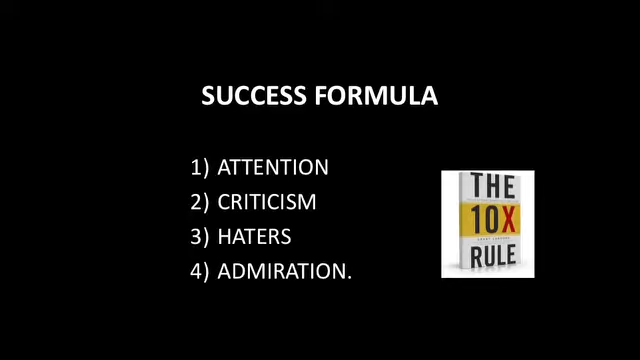 SUCCESS FORMULA
1) ATTENTION
2) CRITICISM
3) HATERS
4) ADMIRATION.
THE
10X
RULE